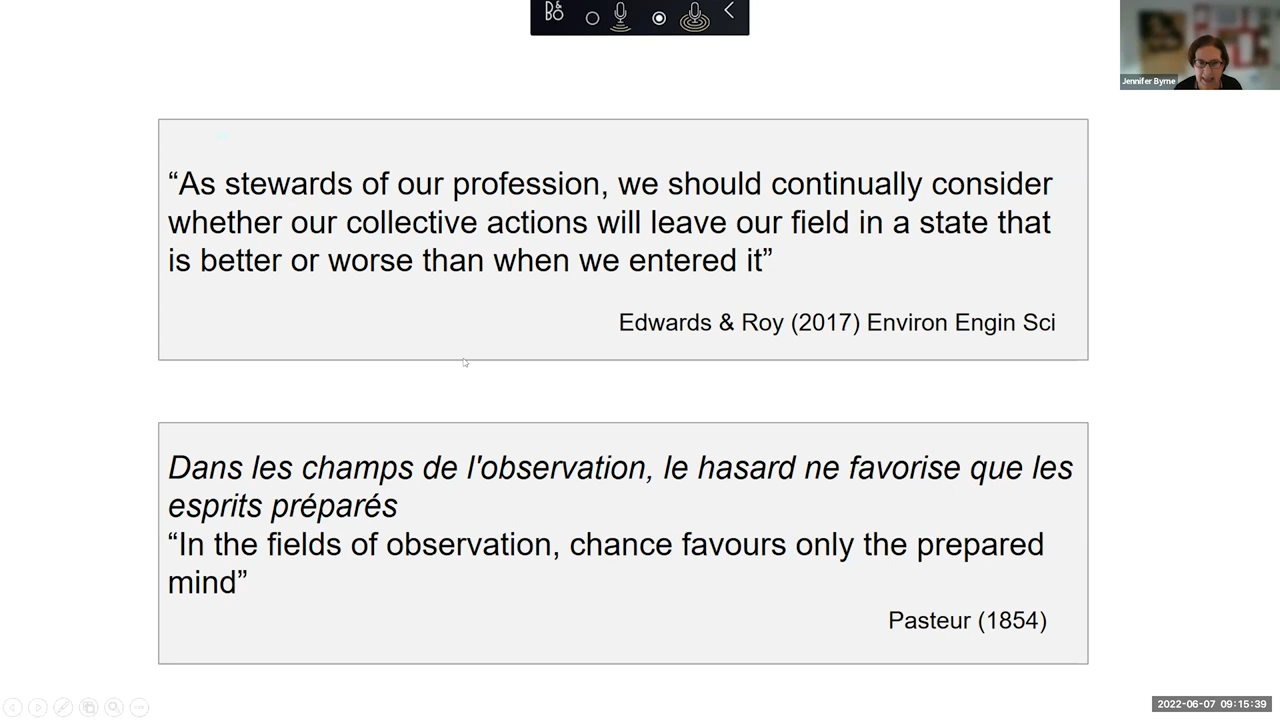 B&O
Jennifer Byrne
“As stewards of our profession, we should continually consider
whether our collective actions will leave our field in a state that
is better or worse than when we entered it”
Edwards & Roy (2017) Environ Engin Sci
Dans les champs de l'observation, le hasard ne favorise que les
esprits préparés
“In the fields of observation, chance favours only the prepared
mind”
Pasteur (1854)
2022-06-07 09:15:39